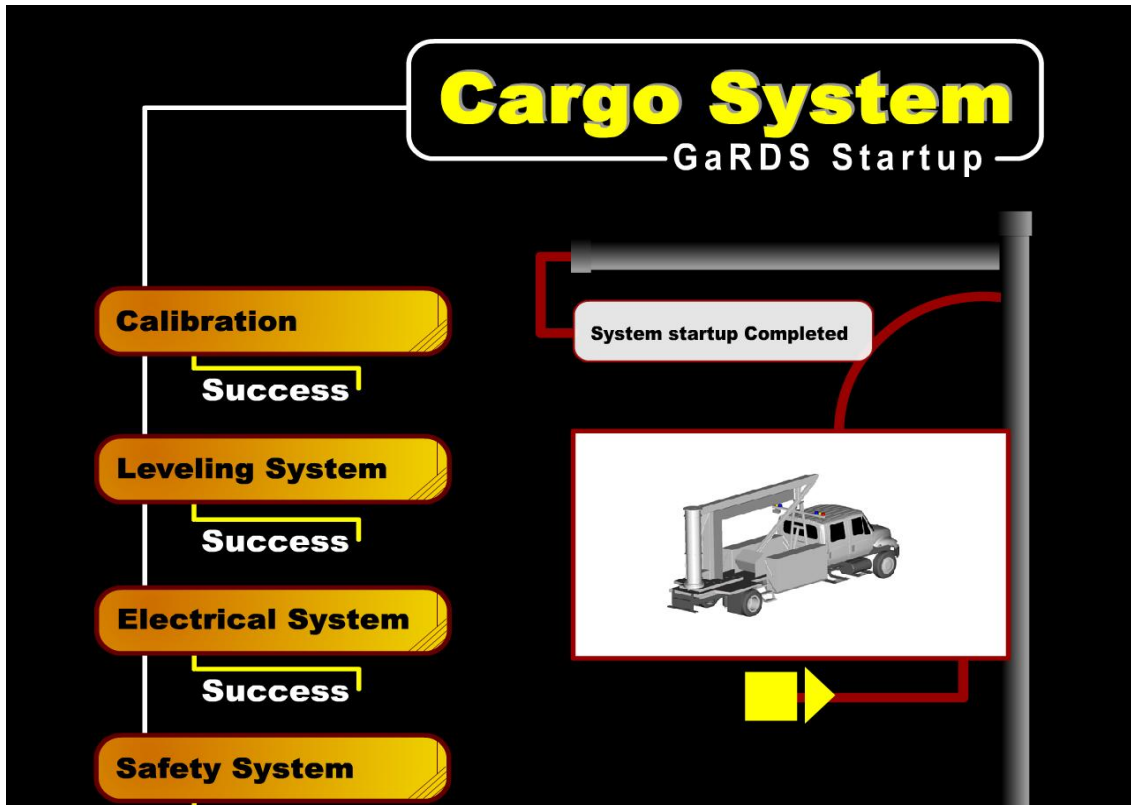 Cargo System
GaRDS Startup
Calibration
Success
System startup Completed
Leveling System
Success
Electrical System
Success
Safety System